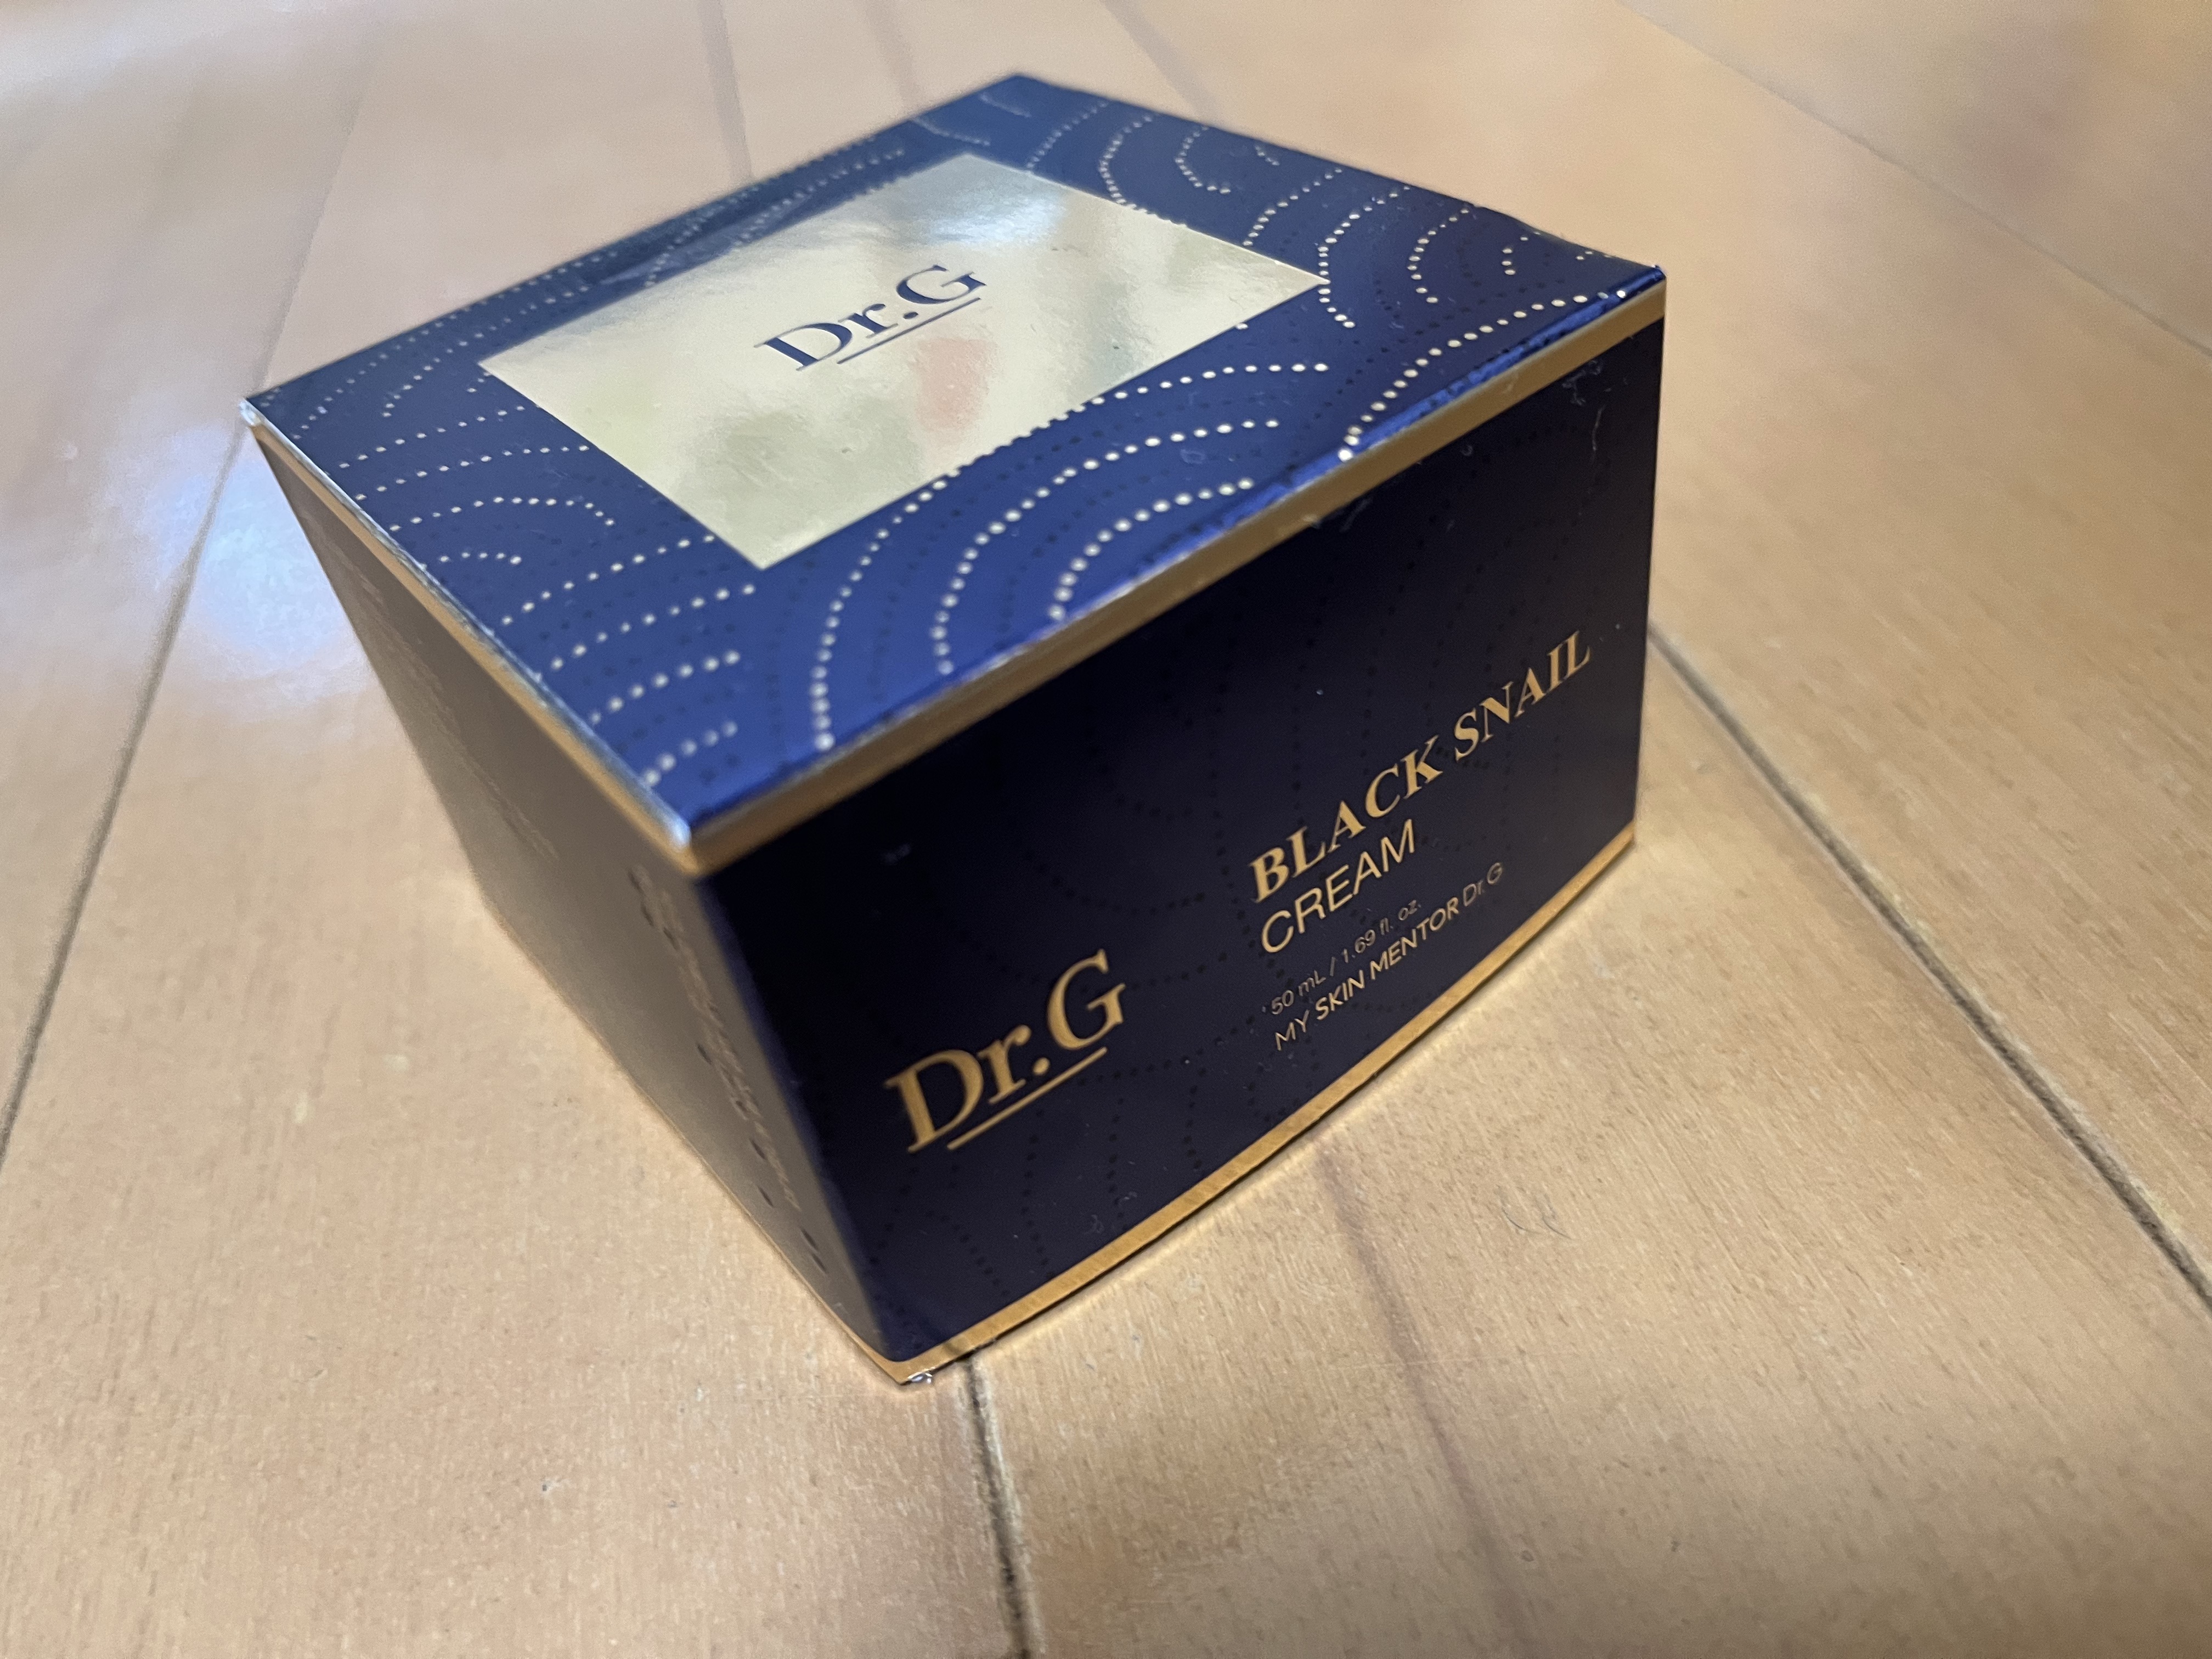 Dr.G
Dr.G
BLACK SNAIL
CREAM
50 mL / 1.69 fl. oz.
MY SKIN MENTOR Dr.G